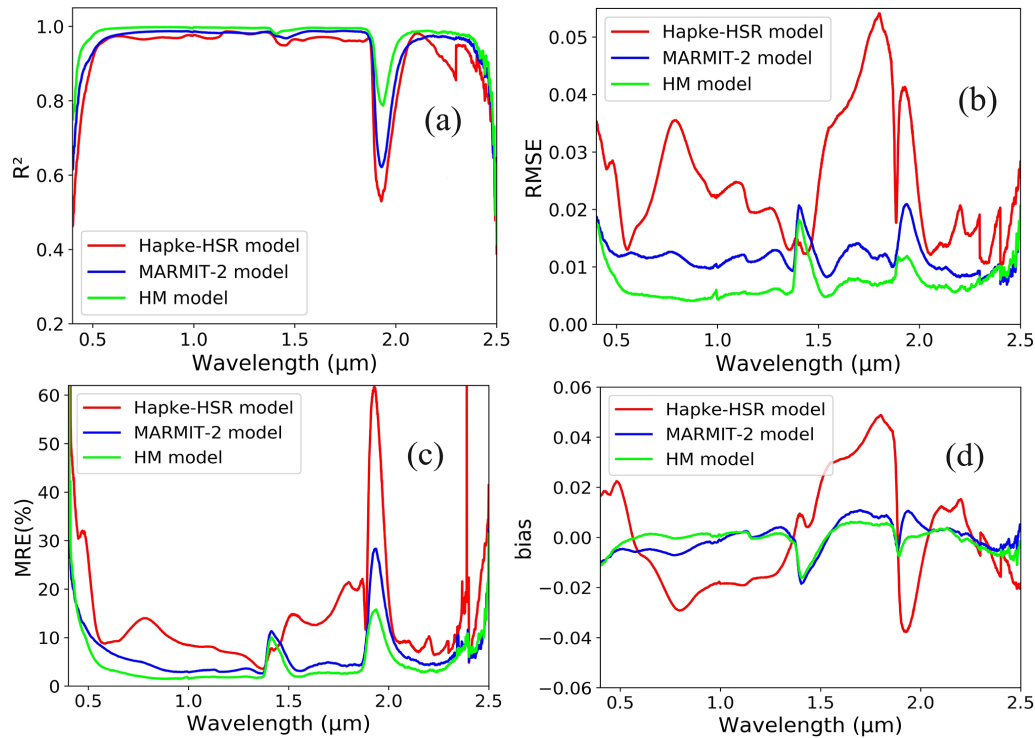 1.0
0.8
0.6
0.4
0.2
R²
(a)
Hapke-HSR model
MARMIT-2 model
HM model
0.5
1.0
1.5
2.0
2.5
Wavelength (μm)
0.05
0.04
0.03
0.02
0.01
0.00
RMSE
Hapke-HSR model
MARMIT-2 model
HM model
(b)
0.5
1.0
1.5
2.0
2.5
Wavelength (μm)
60
50
40
30
20
10
0
MRE(%)
Hapke-HSR model
MARMIT-2 model
HM model
(c)
0.5
1.0
1.5
2.0
2.5
Wavelength (μm)
0.06
0.04
0.02
0.00
−0.02
−0.04
−0.06
bias
Hapke-HSR model
MARMIT-2 model
HM model
(d)
0.5
1.0
1.5
2.0
2.5
Wavelength (μm)